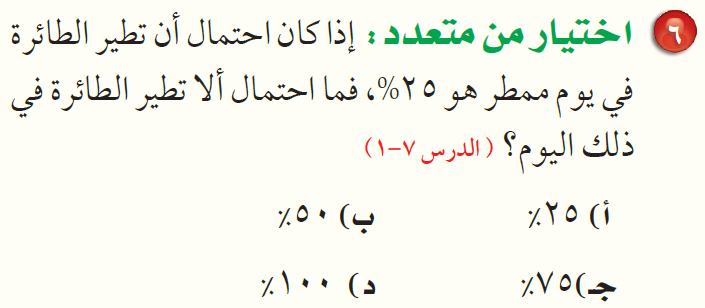 ٦ اختيار من متعدد : إذا كان احتمال أن تطير الطائرة
في يوم ممطر هو ٢٥%، فما احتمال ألا تطير الطائرة في
ذلك اليوم؟ ( الدرس ٧-١)
أ) ٢٥٪ ب) ٥٠٪
جـ)٧٥٪ د) ١٠٠٪